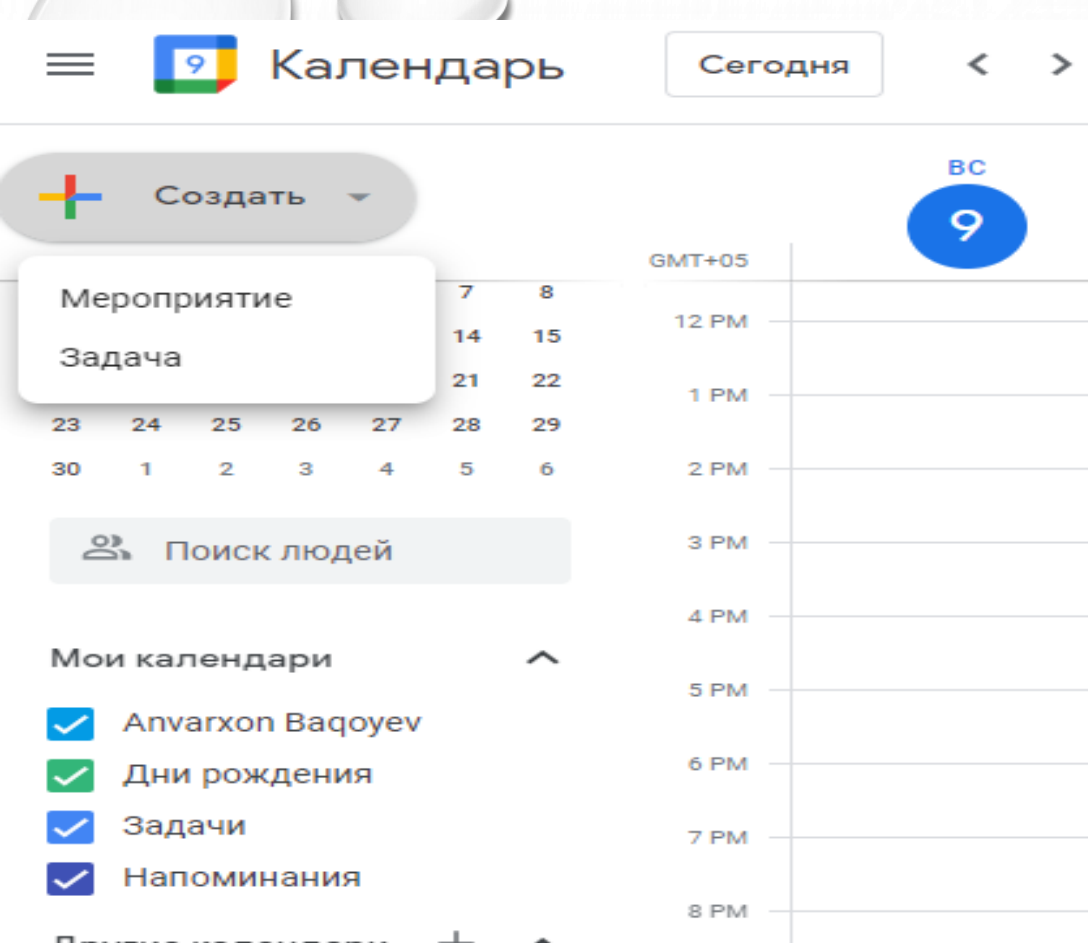 9 Календарь Сегодня < >
Создать
ВС
9
GMT+05
Мероприятие
Задача
7 8
14 15
21 22
23 24 25 26 27 28 29
30 1 2 3 4 5 6
Поиск людей
Мои календари
Anvarxon Baqoyev
Дни рождения
Задачи
Напоминания
Другие календари
12 PM
1 PM
2 PM
3 PM
4 PM
5 PM
6 PM
7 PM
8 PM